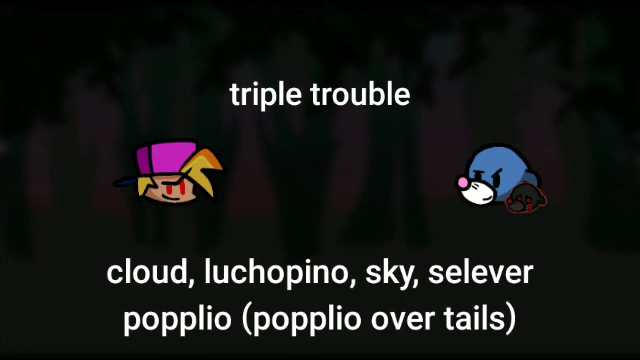 triple trouble
cloud, luchopino, sky, selever
popplio (popplio over tails)